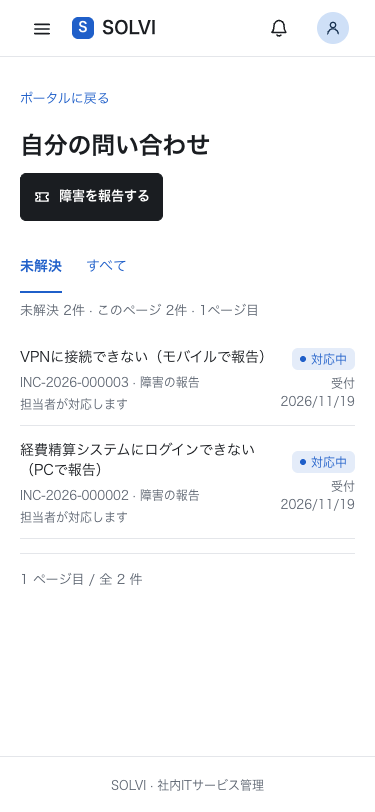 S SOLVI
ポータルに戻る
自分の問い合わせ
障害を報告する
未解決 すべて
未解決 2件 · このページ 2件 · 1ページ目
VPNに接続できない（モバイルで報告）
対応中
INC-2026-000003 · 障害の報告
受付
担当者が対応します
2026/11/19
経費精算システムにログインできない
（PCで報告）
対応中
INC-2026-000002 · 障害の報告
受付
担当者が対応します
2026/11/19
1 ページ目 / 全 2 件
SOLVI · 社内ITサービス管理